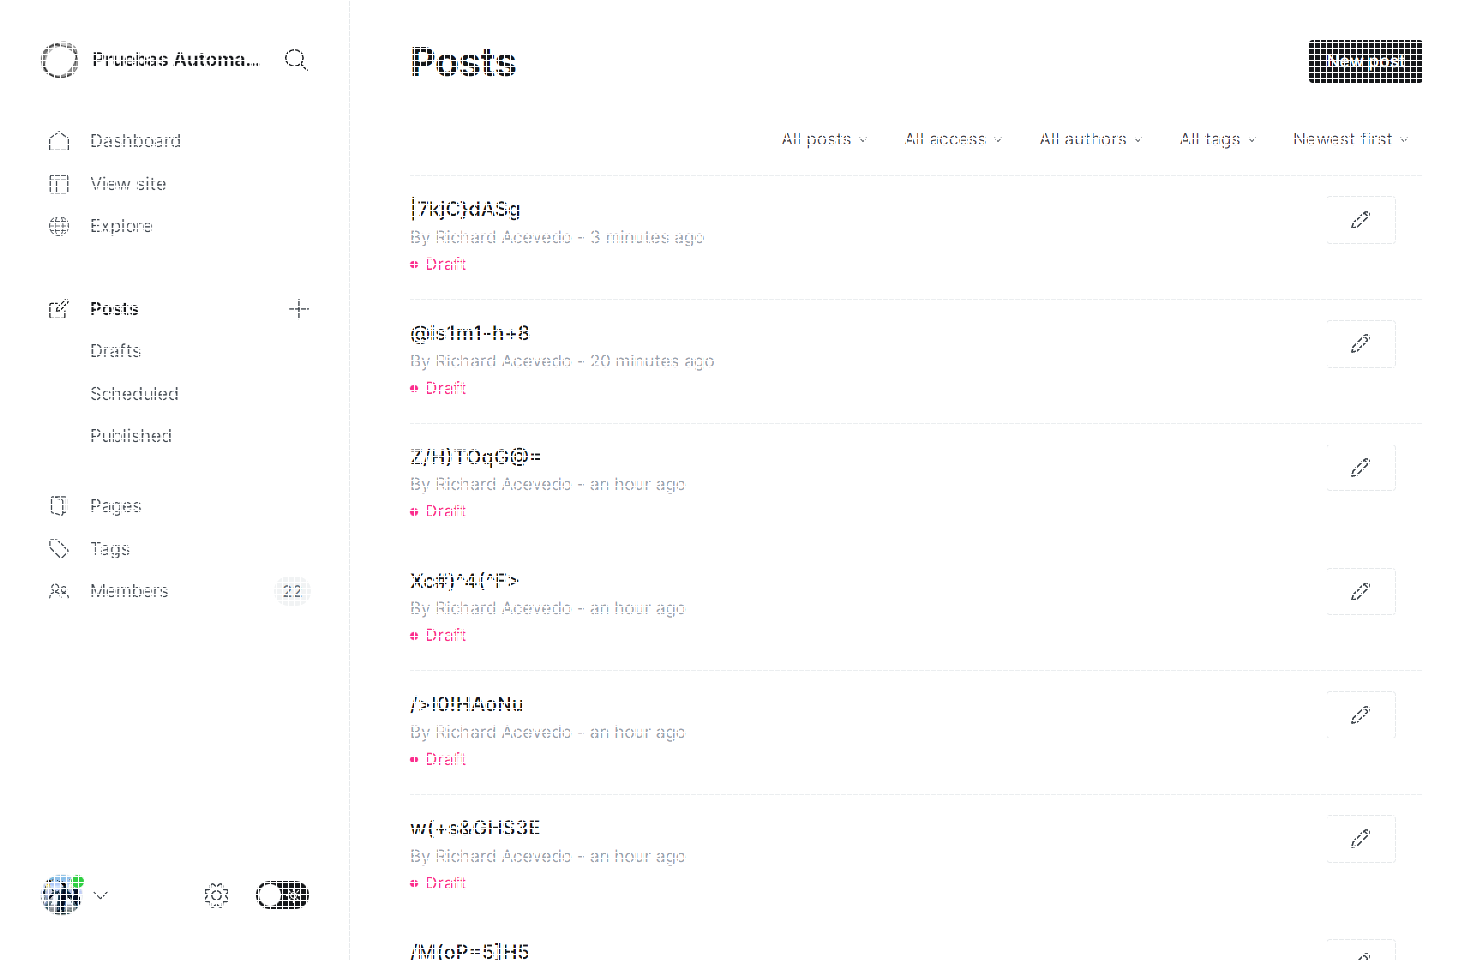 Pruebas Automa...
Dashboard
View site
Explore
Posts
Drafts
Scheduled
Published
Pages
Tags
Members 22
Posts
New post
All posts All access All authors All tags Newest first
|7kjC}dASg
By Richard Acevedo - 3 minutes ago
Draft
@is1m1-h+8
By Richard Acevedo - 20 minutes ago
Draft
Z/H)TOqG@=
By Richard Acevedo - an hour ago
Draft
Xc#)^4(^F>
By Richard Acevedo - an hour ago
Draft
/>I0!HAoNu
By Richard Acevedo - an hour ago
Draft
w(+s&GHS3E
By Richard Acevedo - an hour ago
Draft
/M(oP=5]H5